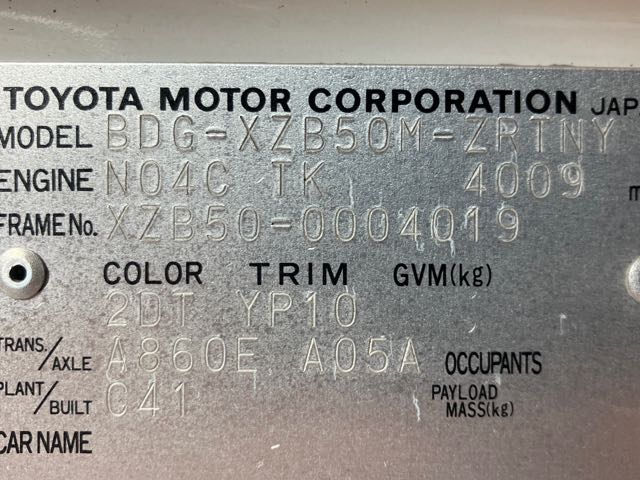 TOYOTA MOTOR CORPORATION JAP
MODEL BDG-XZB50M-ZRTNY
ENGINE N04C TK 4009 m
FRAME No. XZB50-0004019
COLOR TRIM GVM(kg)
2DT YP10
TRANS./AXLE A860E A05A OCCUPANTS
PLANT/BUILT C41 PAYLOAD MASS(kg)
CAR NAME